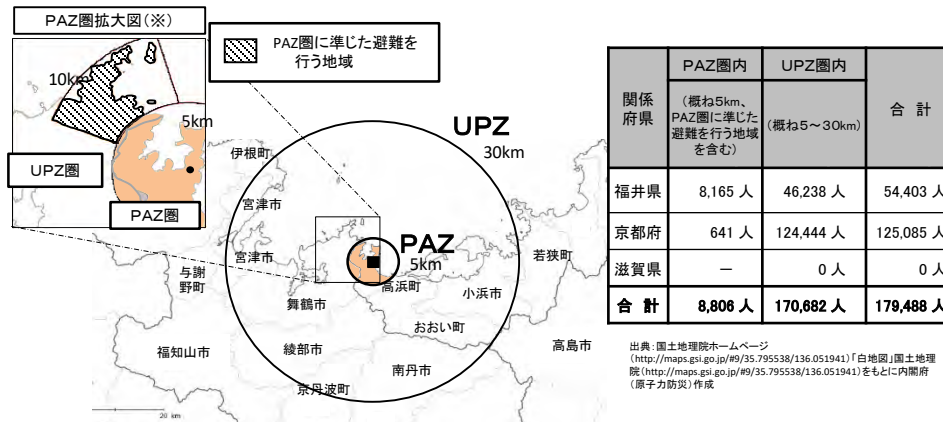 PAZ圏拡大図(※)
PAZ圏に準じた避難を
行う地域
10km
5km
UPZ圏
PAZ圏
UPZ
30km
伊根町
宮津市
宮津市
PAZ
5km
与謝
野町
舞鶴市
高浜町
小浜市
若狭町
おおい町
福知山市
綾部市
高島市
南丹市
京丹波町
20 km
関係
府県
PAZ圏内
UPZ圏内
合 計
(概ね5km、
PAZ圏に準じた
避難を行う地域
を含む)
(概ね5～30km)
福井県 8,165 人 46,238 人 54,403 人
京都府 641 人 124,444 人 125,085 人
滋賀県 － 0 人 0 人
合 計 8,806 人 170,682 人 179,488 人
出典：国土地理院ホームページ
(http://maps.gsi.go.jp/#9/35.795538/136.051941)「白地図」国土地理
院(http://maps.gsi.go.jp/#9/35.795538/136.051941)をもとに内閣府
(原子力防災)作成